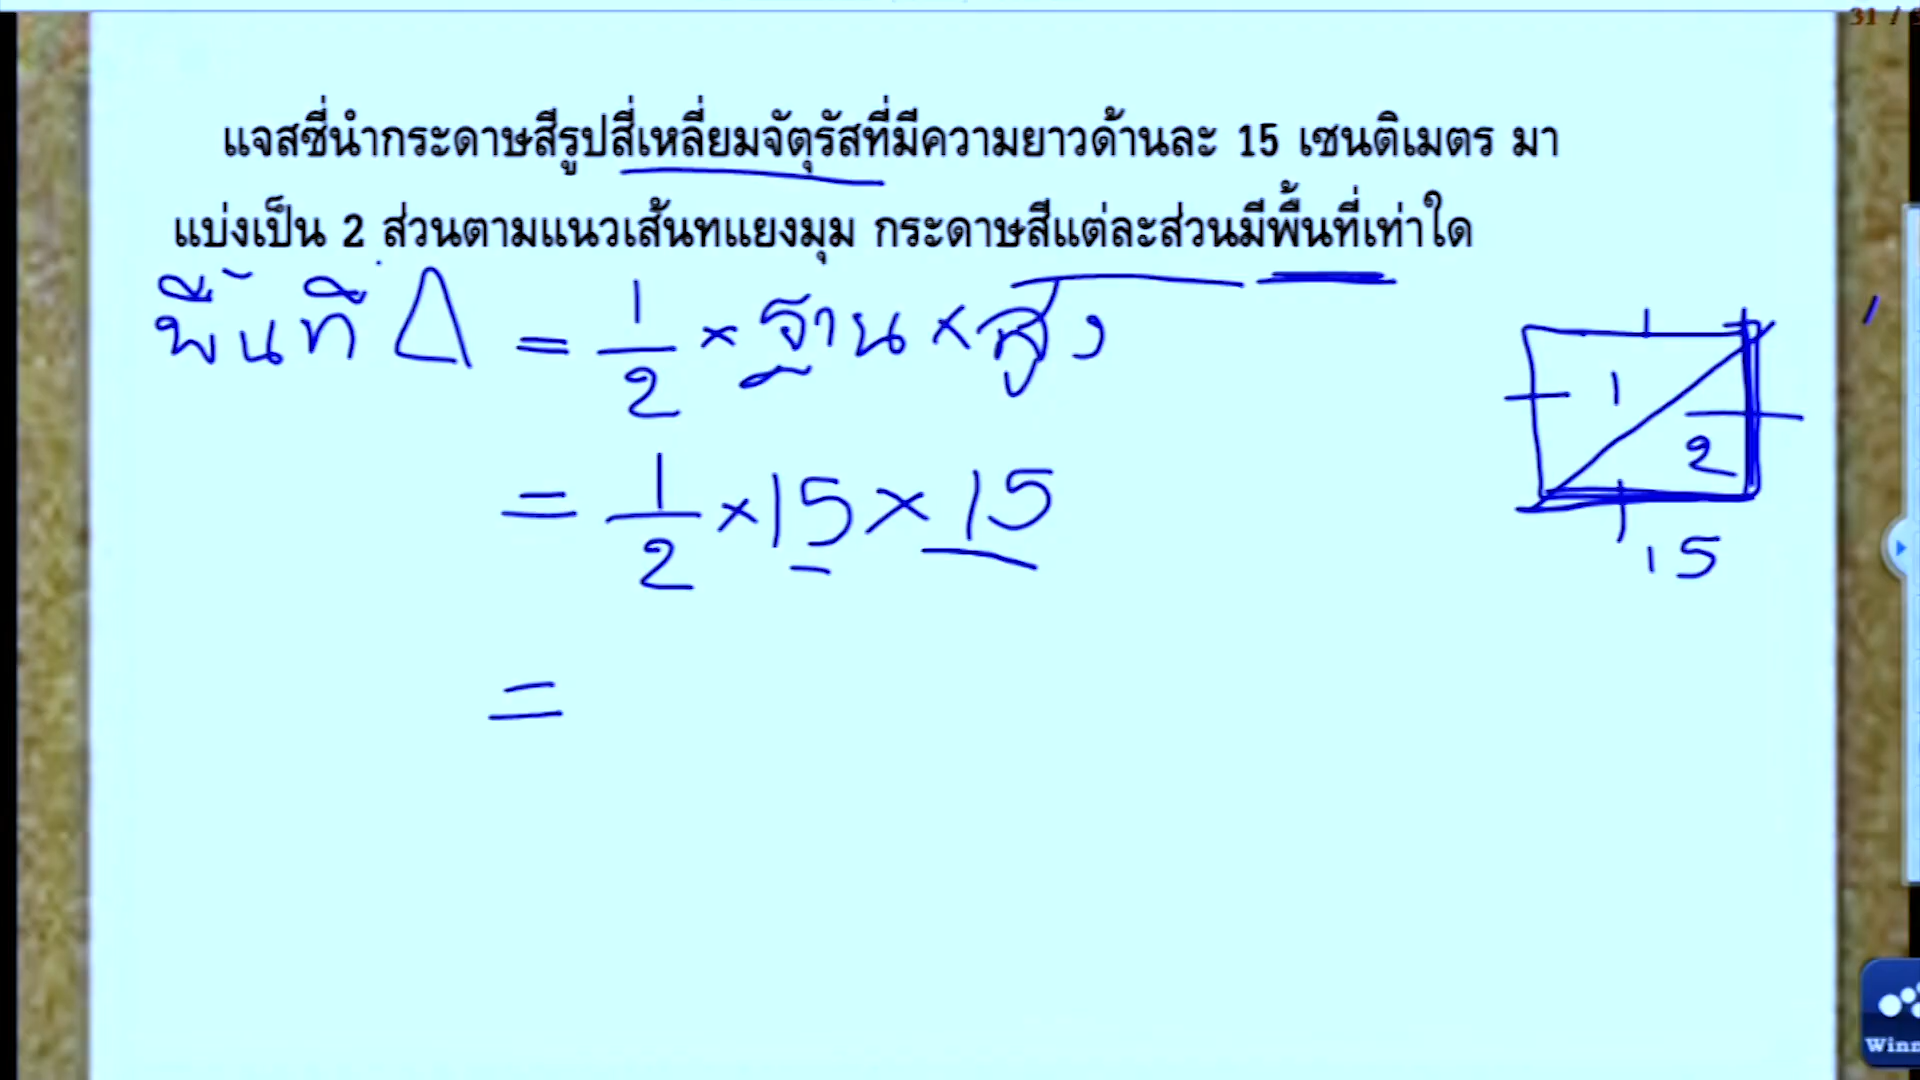 31 /
แจสซี่นำกระดาษสีรูปสี่เหลี่ยมจัตุรัสที่มีความยาวด้านละ 15 เซนติเมตร มา
แบ่งเป็น 2 ส่วนตามแนวเส้นทแยงมุม กระดาษสีแต่ละส่วนมีพื้นที่เท่าใด
พื้นที่ Δ = 1/2 × ฐาน × สูง
= 1/2 × 15 × 15
=
1
2
15